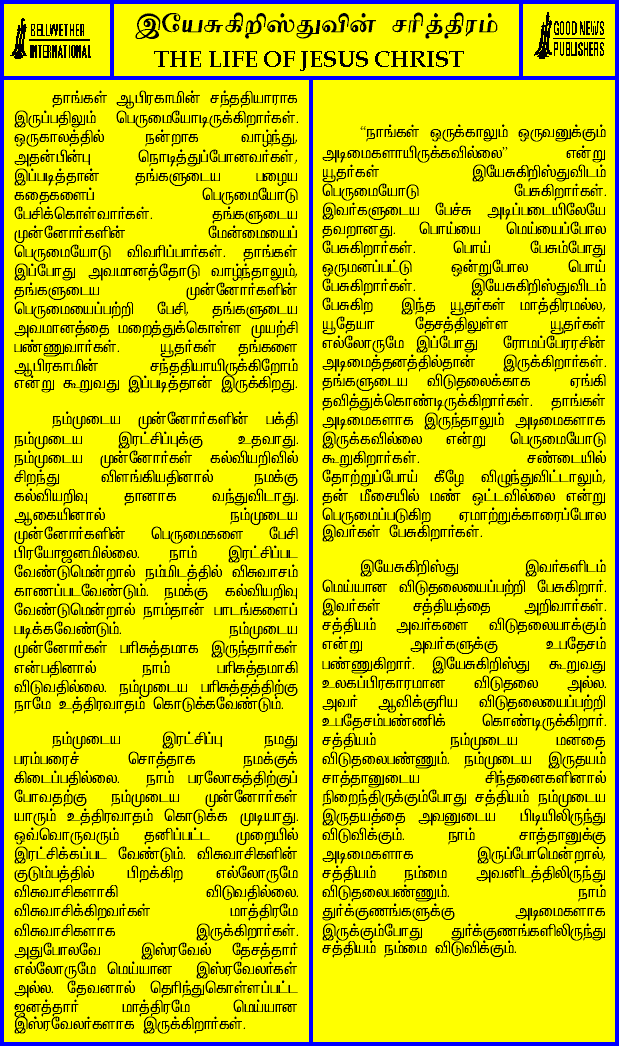 BELLWETHER
INTERNATIONAL
இயேசுகிறிஸ்துவின் சரித்திரம்
THE LIFE OF JESUS CHRIST
GOOD NEWS
PUBLISHERS
தாங்கள் ஆபிரகாமின் சந்ததியாராக
இருப்பதிலும் பெருமையோடிருக்கிறார்கள்.
ஒருகாலத்தில் நன்றாக வாழ்ந்து,
அதன்பின்பு நொடித்துப்போனவர்கள்,
இப்படித்தான் தங்களுடைய பழைய
கதைகளைப் பெருமையோடு
பேசிக்கொள்வார்கள். தங்களுடைய
முன்னோர்களின் மேன்மையைப்
பெருமையோடு விவரிப்பார்கள். தாங்கள்
இப்போது அவமானத்தோடு வாழ்ந்தாலும்,
தங்களுடைய முன்னோர்களின்
பெருமையைப்பற்றி பேசி, தங்களுடைய
அவமானத்தை மறைத்துக்கொள்ள முயற்சி
பண்ணுவார்கள். யூதர்கள் தங்களை
ஆபிரகாமின் சந்ததியாயிருக்கிறோம்
என்று கூறுவது இப்படித்தான் இருக்கிறது.
நம்முடைய முன்னோர்களின் பக்தி
நம்முடைய இரட்சிப்புக்கு உதவாது.
நம்முடைய முன்னோர்கள் கல்வியறிவில்
சிறந்து விளங்கியதினால் நமக்கு
கல்வியறிவு தானாக வந்துவிடாது.
ஆகையினால் நம்முடைய
முன்னோர்களின் பெருமைகளை பேசி
பிரயோஜனமில்லை. நாம் இரட்சிப்பட
வேண்டுமென்றால் நம்மிடத்தில் விசுவாசம்
காணப்படவேண்டும். நமக்கு கல்வியறிவு
வேண்டுமென்றால் நாம்தான் பாடங்களைப்
படிக்கவேண்டும். நம்முடைய
முன்னோர்கள் பரிசுத்தமாக இருந்தார்கள்
என்பதினால் நாம் பரிசுத்தமாகி
விடுவதில்லை. நம்முடைய பரிசுத்தத்திற்கு
நாமே உத்திரவாதம் கொடுக்கவேண்டும்.
நம்முடைய இரட்சிப்பு நமது
பரம்பரைச் சொத்தாக நமக்குக்
கிடைப்பதில்லை. நாம் பரலோகத்திற்குப்
போவதற்கு நம்முடைய முன்னோர்கள்
யாரும் உத்திரவாதம் கொடுக்க முடியாது.
ஒவ்வொருவரும் தனிப்பட்ட முறையில்
இரட்சிக்கப்பட வேண்டும். விசுவாசிகளின்
குடும்பத்தில் பிறக்கிற எல்லோருமே
விசுவாசிகளாகி விடுவதில்லை.
விசுவாசிக்கிறவர்கள் மாத்திரமே
விசுவாசிகளாக இருக்கிறார்கள்.
அதுபோலவே இஸ்ரவேல் தேசத்தார்
எல்லோருமே மெய்யான இஸ்ரவேலர்கள்
அல்ல. தேவனால் தெரிந்துகொள்ளப்பட்ட
ஜனத்தார் மாத்திரமே மெய்யான
இஸ்ரவேலர்களாக இருக்கிறார்கள்.
“நாங்கள் ஒருக்காலும் ஒருவனுக்கும்
அடிமைகளாயிருக்கவில்லை” என்று
யூதர்கள் இயேசுகிறிஸ்துவிடம்
பெருமையோடு பேசுகிறார்கள்.
இவர்களுடைய பேச்சு அடிப்படையிலேயே
தவறானது. பொய்யை மெய்யைப்போல
பேசுகிறார்கள். பொய் பேசும்போது
ஒருமனப்பட்டு ஒன்றுபோல பொய்
பேசுகிறார்கள். இயேசுகிறிஸ்துவிடம்
பேசுகிற இந்த யூதர்கள் மாத்திரமல்ல,
யூதேயா தேசத்திலுள்ள யூதர்கள்
எல்லோருமே இப்போது ரோமப்பேரரசின்
அடிமைத்தனத்தில்தான் இருக்கிறார்கள்.
தங்களுடைய விடுதலைக்காக ஏங்கி
தவித்துக்கொண்டிருக்கிறார்கள். தாங்கள்
அடிமைகளாக இருந்தாலும் அடிமைகளாக
இருக்கவில்லை என்று பெருமையோடு
கூறுகிறார்கள். சண்டையில்
தோற்றுப்போய் கீழே விழுந்துவிட்டாலும்,
தன் மீசையில் மண் ஒட்டவில்லை என்று
பெருமைப்படுகிற ஏமாற்றுக்காரைப்போல
இவர்கள் பேசுகிறார்கள்.
இயேசுகிறிஸ்து இவர்களிடம்
மெய்யான விடுதலையைப்பற்றி பேசுகிறார்.
இவர்கள் சத்தியத்தை அறிவார்கள்.
சத்தியம் அவர்களை விடுதலையாக்கும்
என்று அவர்களுக்கு உபதேசம்
பண்ணுகிறார். இயேசுகிறிஸ்து கூறுவது
உலகப்பிரகாரமான விடுதலை அல்ல.
அவர் ஆவிக்குரிய விடுதலையைப்பற்றி
உபதேசம்பண்ணிக் கொண்டிருக்கிறார்.
சத்தியம் நம்முடைய மனதை
விடுதலைபண்ணும். நம்முடைய இருதயம்
சாத்தானுடைய சிந்தனைகளினால்
நிறைந்திருக்கும்போது சத்தியம் நம்முடைய
இருதயத்தை அவனுடைய பிடியிலிருந்து
விடுவிக்கும். நாம் சாத்தானுக்கு
அடிமைகளாக இருப்போமென்றால்,
சத்தியம் நம்மை அவனிடத்திலிருந்து
விடுதலைபண்ணும். நாம்
துர்க்குணங்களுக்கு அடிமைகளாக
இருக்கும்போது துர்க்குணங்களிலிருந்து
சத்தியம் நம்மை விடுவிக்கும்.